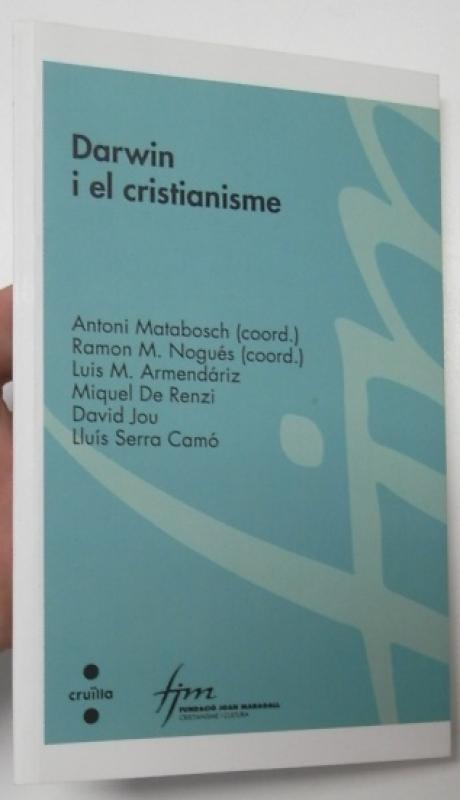 Darwin
i el cristianisme
Antoni Matabosch (coord.)
Ramon M. Nogués (coord.)
Luis M. Armendáriz
Miquel De Renzi
David Jou
Lluís Serra Camó
cruïlla
fjm
FUNDACIÓ JOAN MARAGALL
CRISTIANISME I CULTURA